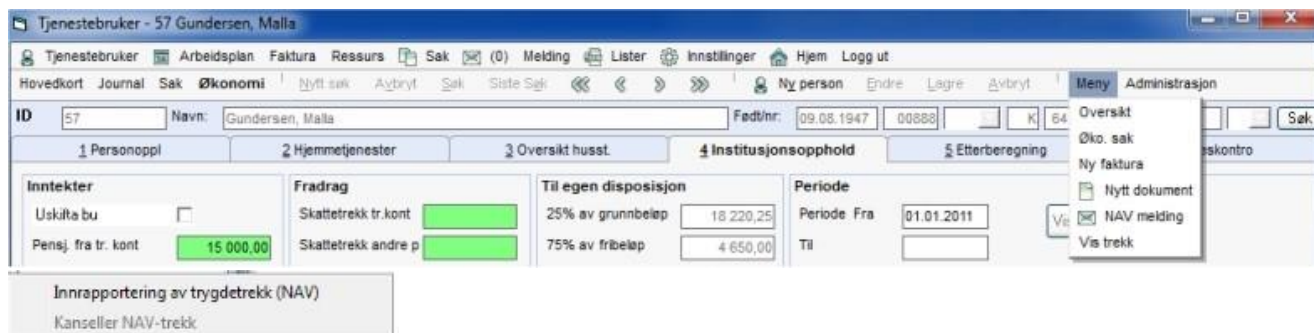 Tjenestebruker - 57 Gundersen, Malla
Tjenestebruker Arbeidsplan Faktura Ressurs Sak (0) Melding Lister Innstillinger Hjem Logg ut
Hovedkort Journal Sak Økonomi Nytt søk Avbryt Søk Siste Søk Ny person Endre Lagre Avbryt Meny Administrasjon
ID 57 Navn: Gundersen, Malla Født/nr: 09.08.1947 00888 K 64 Søk
1 Personoppl 2 Hjemmetjenester 3 Oversikt husst. 4 Institusjonsopphold 5 Etterberegning eskontro
Inntekter Fradrag Til egen disposisjon Periode
Uskifta bu Skattetrekk tr.kont 25% av grunnbeløp 18 220,25 Periode Fra 01.01.2011
Pensj. fra tr. kont 15 000,00 Skattetrekk andre p 75% av fribeløp 4 650,00 Til
Oversikt
Øko. sak
Ny faktura
Nytt dokument
NAV melding
Vis trekk
Innrapportering av trygdetrekk (NAV)
Kanseller NAV-trekk